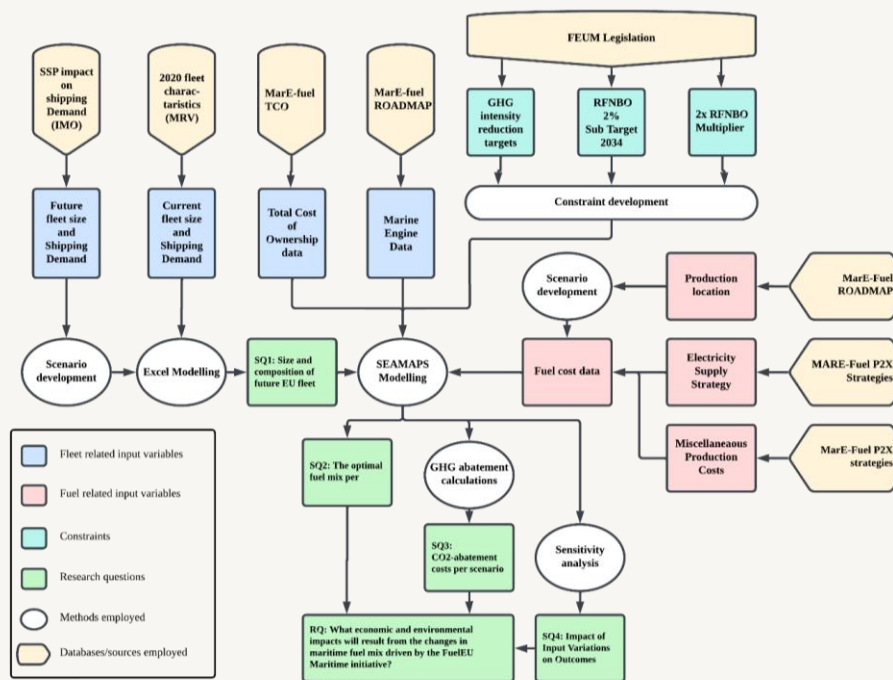 FEUM Legislation
SSP impact
on
shipping
Demand
(IMO)
2020 fleet
charac-
taristics
(MRV)
MarE-fuel
TCO
MarE-fuel
ROADMAP
GHG
intensity
reduction
targets
RFNBO
2%
Sub Target
2034
2x RFNBO
Multiplier
Future
fleet size
and
Shipping
Demand
Current
fleet size
and
Shipping
Demand
Total Cost
of
Ownership
data
Marine
Engine
Data
Constraint development
Scenario
development
Production
location
MarE-Fuel
ROADMAP
Scenario
development
Excel Modelling
SQ1: Size and
composition of
future EU fleet
SEAMAPS
Modelling
Fuel cost data
Electricity
Supply
Strategy
MARE-Fuel P2X
Strategies
Miscellaneaous
Production
Costs
MarE-Fuel P2X
strategies
Fleet related input variables
Fuel related input variables
Constraints
Research questions
Methods employed
Databases/sources employed
SQ2: The optimal
fuel mix per
GHG abatement
calculations
SQ3:
CO2-abatement
costs per scenario
Sensitivity
analysis
RQ: What economic and environmental
impacts will result from the changes in
maritime fuel mix driven by the FuelEU
Maritime initiative?
SQ4: Impact of
Input Variations
on Outcomes